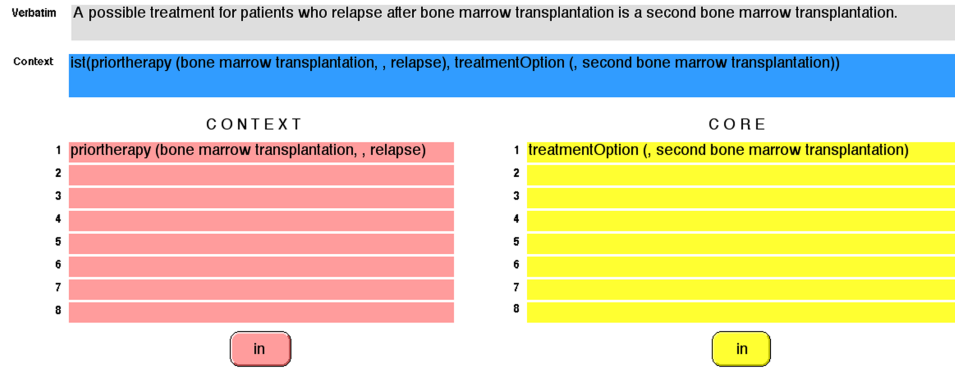 Verbatim A possible treatment for patients who relapse after bone marrow transplantation is a second bone marrow transplantation.
Context ist(priortherapy (bone marrow transplantation, , relapse), treatmentOption (, second bone marrow transplantation))
CONTEXT CORE
1 priortherapy (bone marrow transplantation, , relapse) 1 treatmentOption (, second bone marrow transplantation)
2 2
3 3
4 4
5 5
6 6
7 7
8 8
in in